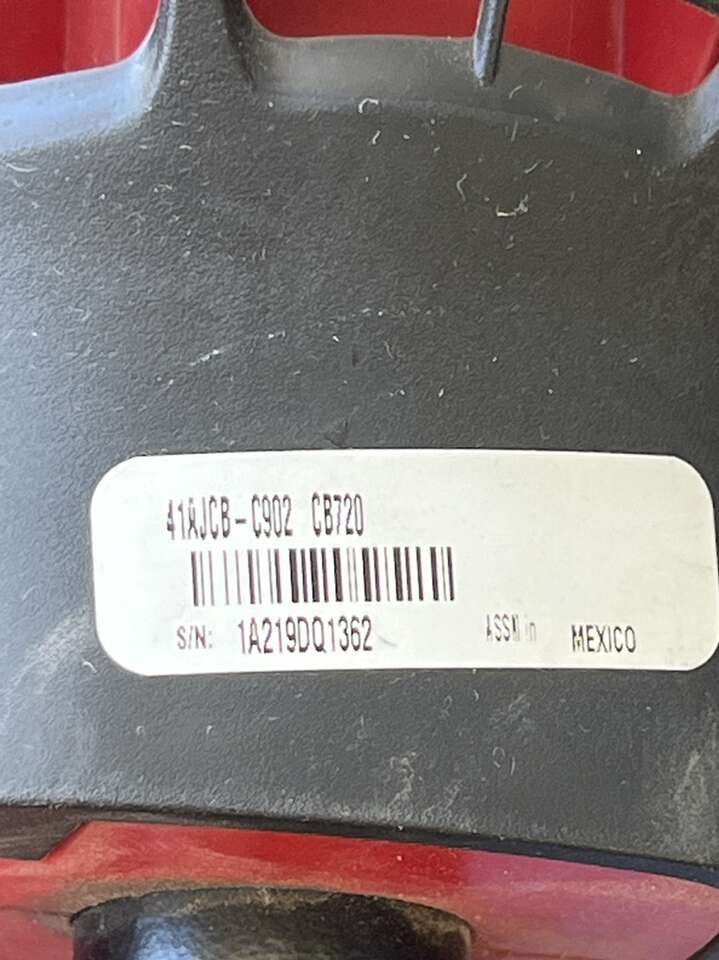 41AJCB-C902 CB720
S/N: 1A219DQ1362 ASSM in MEXICO